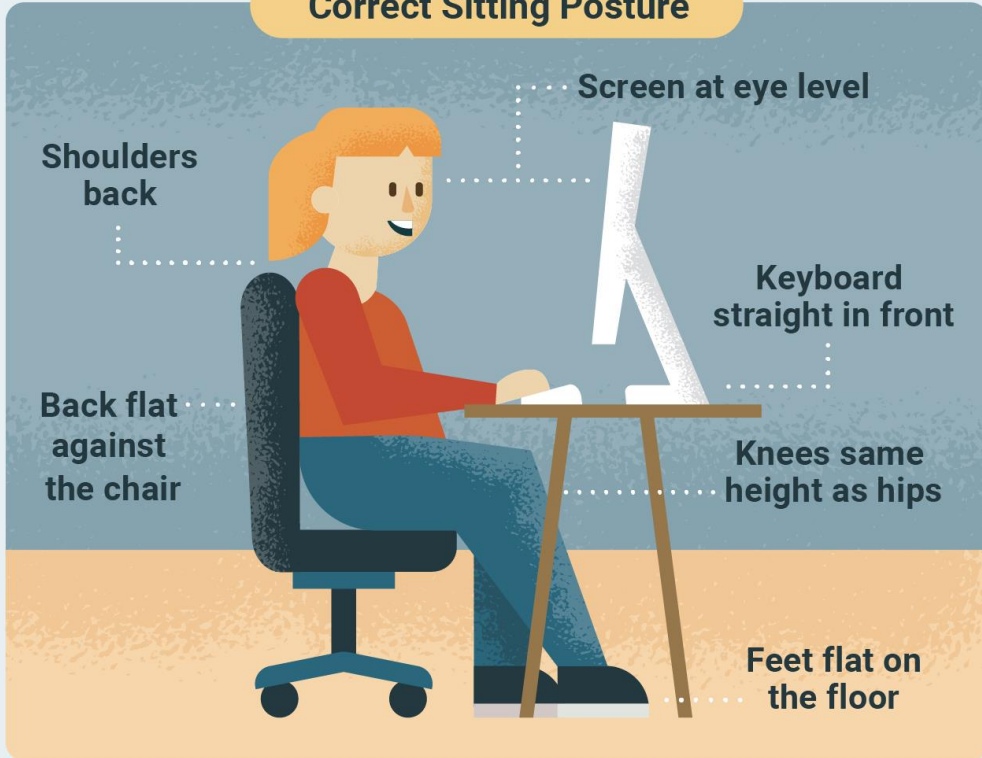 Correct Sitting Posture
Screen at eye level
Shoulders
back
Keyboard
straight in front
Back flat
against
the chair
Knees same
height as hips
Feet flat on
the floor